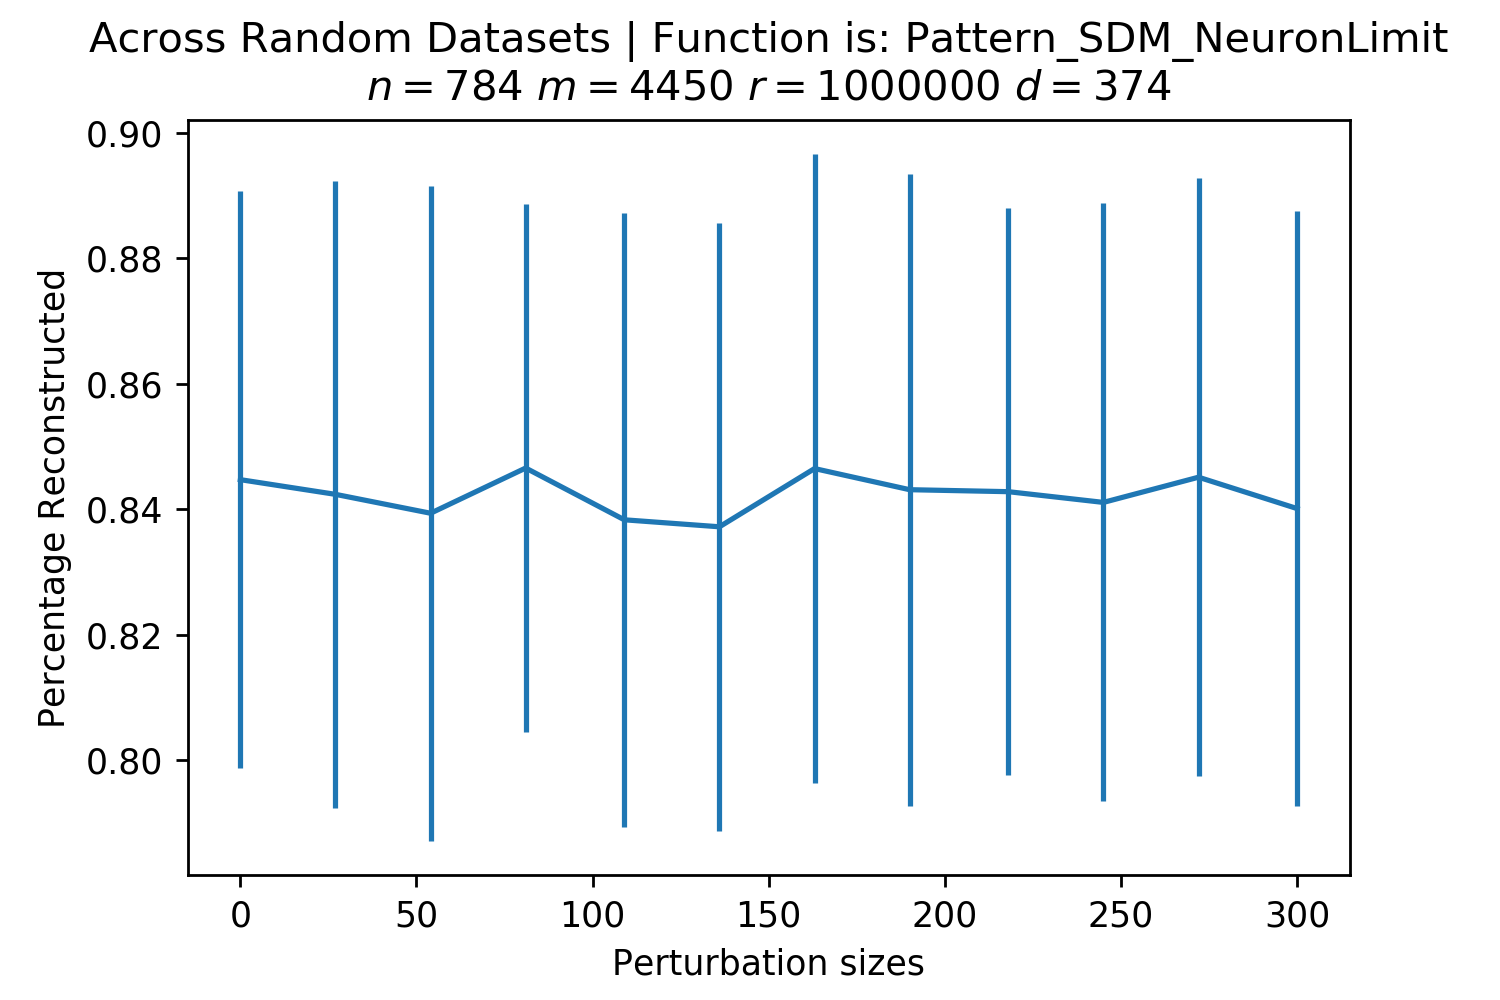 Across Random Datasets | Function is: Pattern_SDM_NeuronLimit
n = 784 m = 4450 r = 1000000 d = 374
0.90
0.88
0.86
0.84
0.82
0.80
Percentage Reconstructed
0 50 100 150 200 250 300
Perturbation sizes